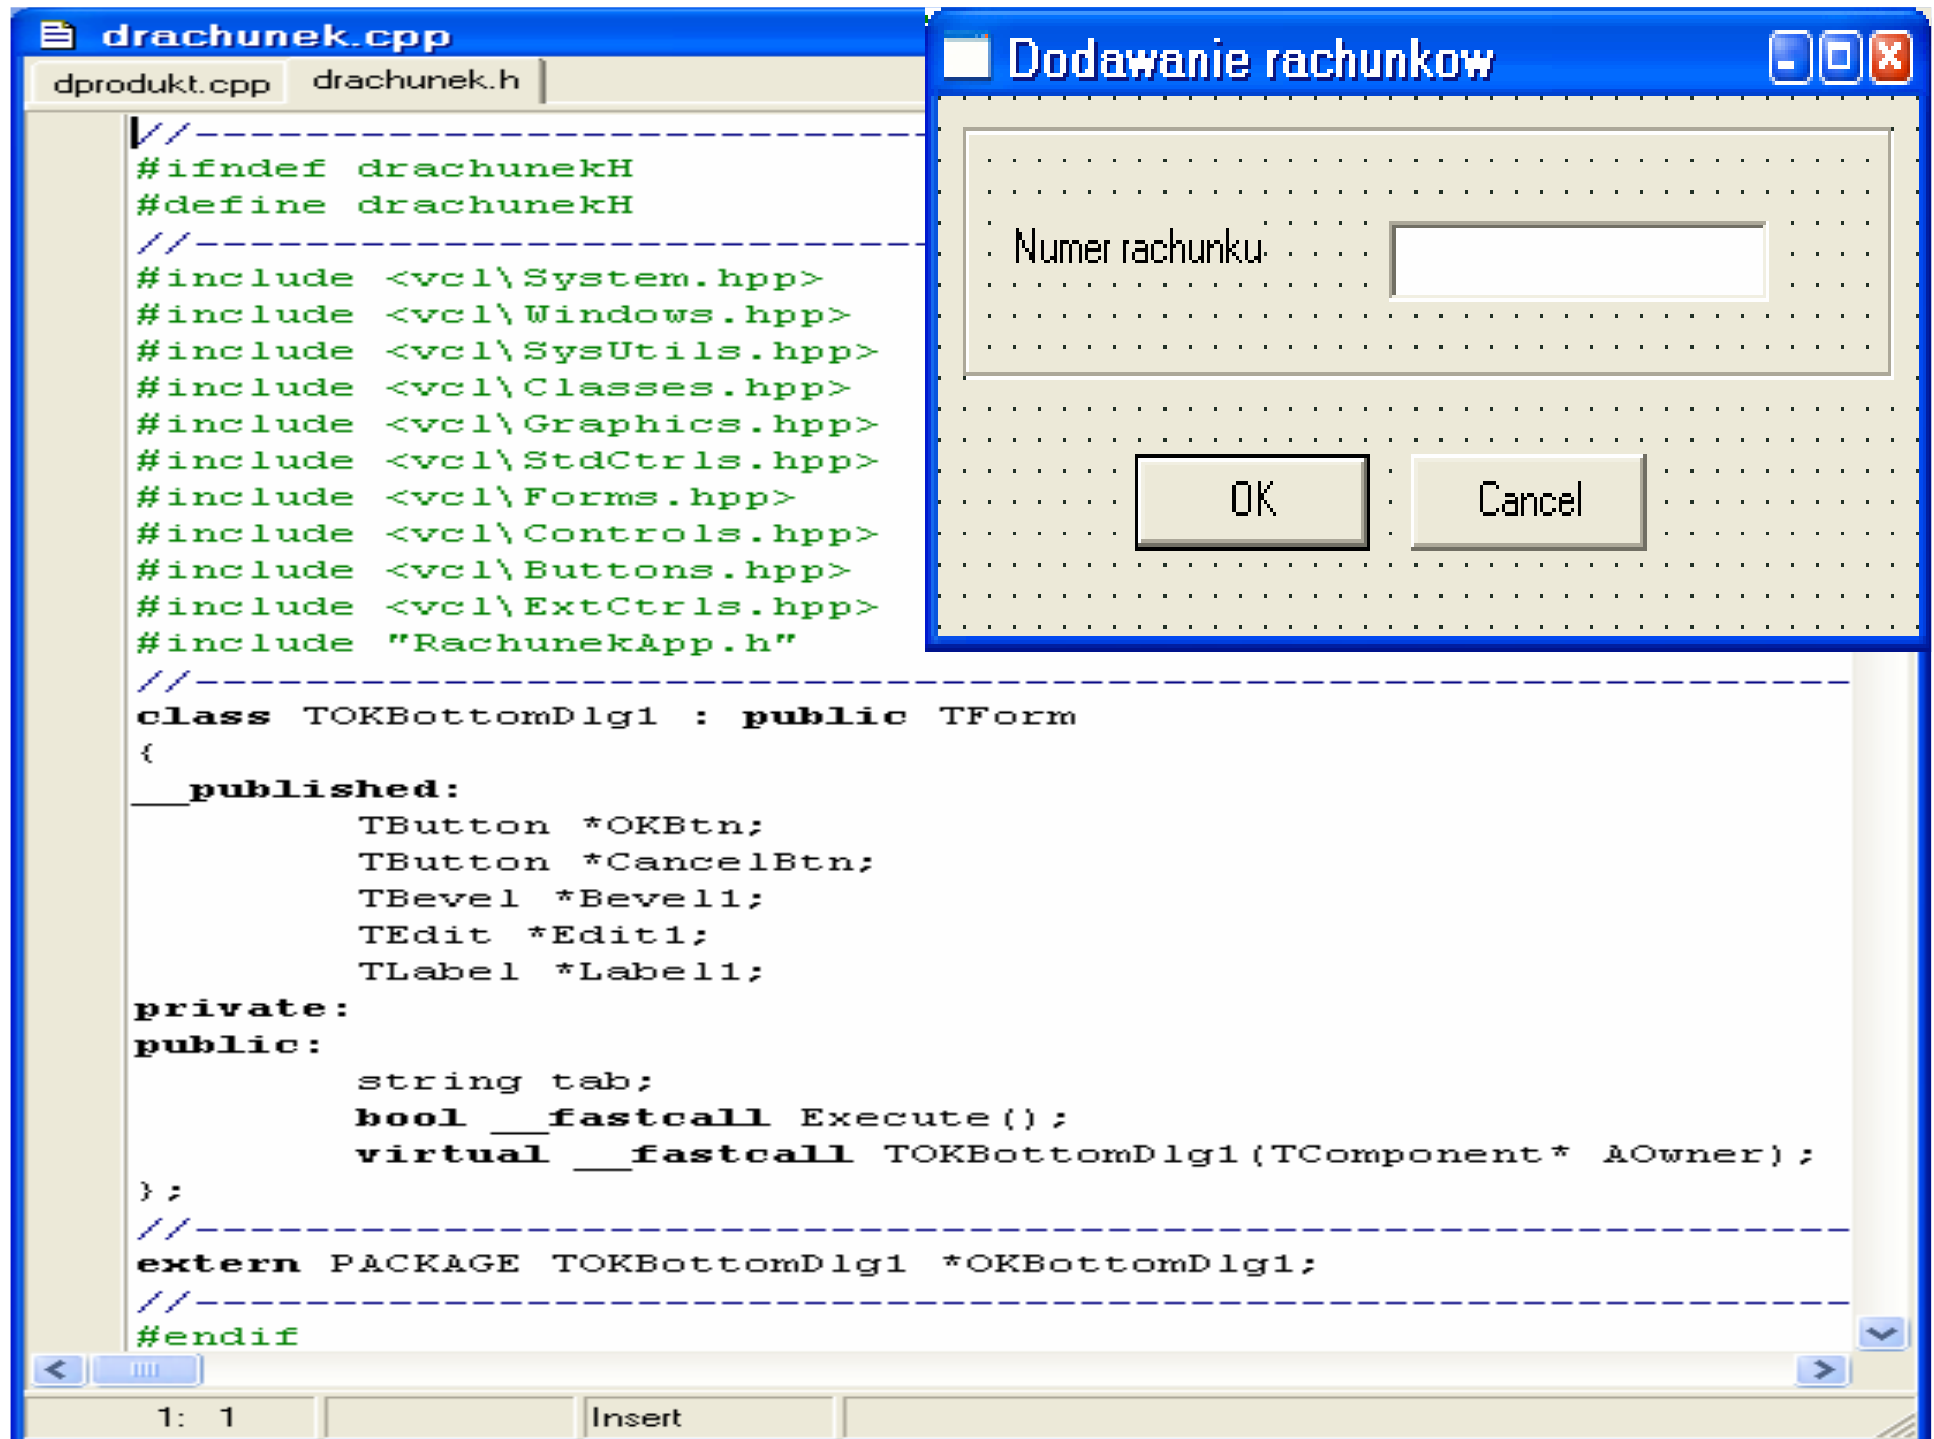 drachunek.cpp
dprodukt.cpp drachunek.h
//--------------------------
#ifndef drachunekH
#define drachunekH
//--------------------------
#include <vcl\System.hpp>
#include <vcl\Windows.hpp>
#include <vcl\SysUtils.hpp>
#include <vcl\Classes.hpp>
#include <vcl\Graphics.hpp>
#include <vcl\StdCtrls.hpp>
#include <vcl\Forms.hpp>
#include <vcl\Controls.hpp>
#include <vcl\Buttons.hpp>
#include <vcl\ExtCtrls.hpp>
#include "RachunekApp.h"
//------------------------------------------------------------
class TOKBottomDlg1 : public TForm
{
__published:
TButton *OKBtn;
TButton *CancelBtn;
TBevel *Bevel1;
TEdit *Edit1;
TLabel *Label1;
private:
public:
string tab;
bool __fastcall Execute();
virtual __fastcall TOKBottomDlg1(TComponent* AOwner);
};
//------------------------------------------------------------
extern PACKAGE TOKBottomDlg1 *OKBottomDlg1;
//------------------------------------------------------------
#endif
1: 1 Insert
Dodawanie rachunkow
Numer rachunku
OK Cancel